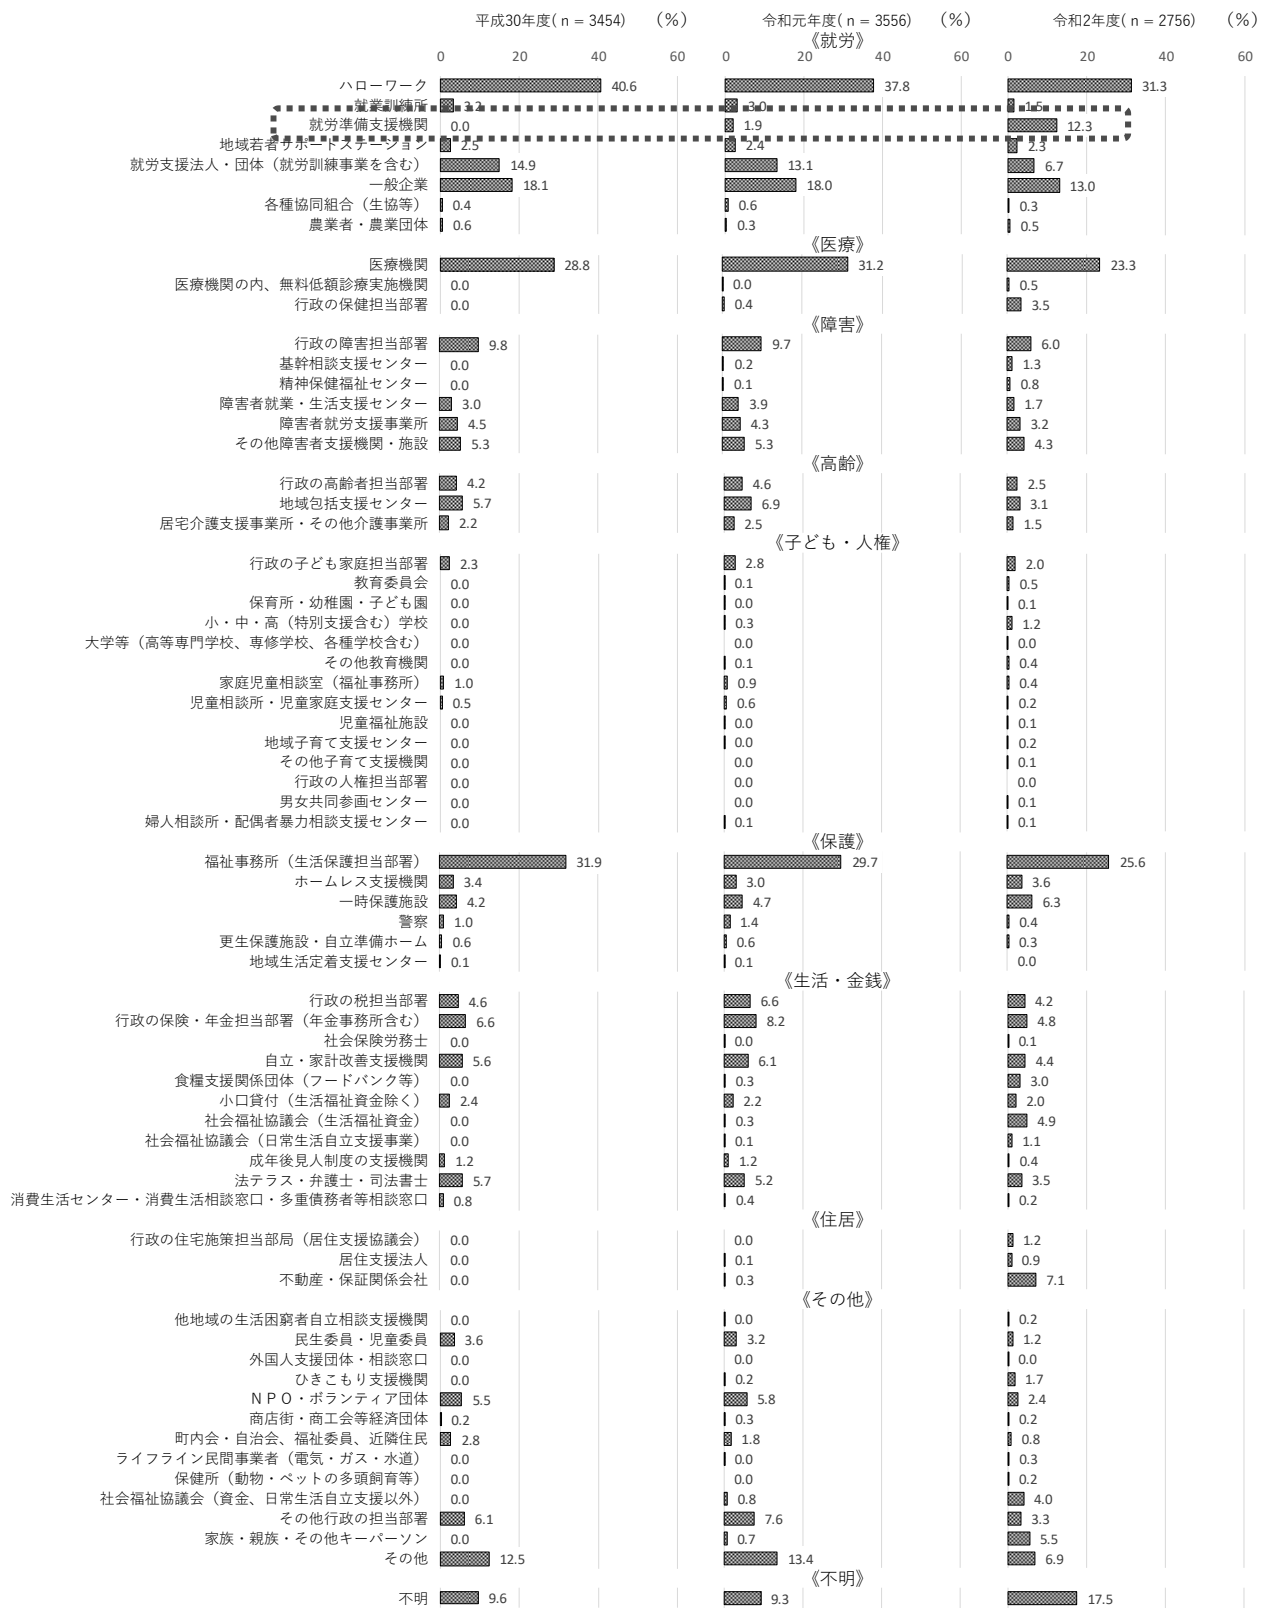 平成30年度( n = 3454) （%） 令和元年度( n = 3556) （%） 令和2年度( n = 2756) （%）
《就労》
0 20 40 60 0 20 40 60 0 20 40 60
ハローワーク 40.6 37.8 31.3
就業訓練所 3.2 3.0 1.5
就労準備支援機関 0.0 1.9 12.3
地域若者サポートステーション 2.5 2.4 2.3
就労支援法人・団体（就労訓練事業を含む） 14.9 13.1 6.7
一般企業 18.1 18.0 13.0
各種協同組合（生協等） 0.4 0.6 0.3
農業者・農業団体 0.6 0.3 0.5
《医療》
医療機関 28.8 31.2 23.3
医療機関の内、無料低額診療実施機関 0.0 0.0 0.5
行政の保健担当部署 0.0 0.4 3.5
《障害》
行政の障害担当部署 9.8 9.7 6.0
基幹相談支援センター 0.0 0.2 1.3
精神保健福祉センター 0.0 0.1 0.8
障害者就業・生活支援センター 3.0 3.9 1.7
障害者就労支援事業所 4.5 4.3 3.2
その他障害者支援機関・施設 5.3 5.3 4.3
《高齢》
行政の高齢者担当部署 4.2 4.6 2.5
地域包括支援センター 5.7 6.9 3.1
居宅介護支援事業所・その他介護事業所 2.2 2.5 1.5
《子ども・人権》
行政の子ども家庭担当部署 2.3 2.8 2.0
教育委員会 0.0 0.1 0.5
保育所・幼稚園・子ども園 0.0 0.0 0.1
小・中・高（特別支援含む）学校 0.0 0.3 1.2
大学等（高等専門学校、専修学校、各種学校含む） 0.0 0.0 0.0
その他教育機関 0.0 0.1 0.4
家庭児童相談室（福祉事務所） 1.0 0.9 0.4
児童相談所・児童家庭支援センター 0.5 0.6 0.2
児童福祉施設 0.0 0.0 0.1
地域子育て支援センター 0.0 0.0 0.2
その他子育て支援機関 0.0 0.0 0.1
行政の人権担当部署 0.0 0.0 0.0
男女共同参画センター 0.0 0.0 0.1
婦人相談所・配偶者暴力相談支援センター 0.0 0.1 0.1
《保護》
福祉事務所（生活保護担当部署） 31.9 29.7 25.6
ホームレス支援機関 3.4 3.0 3.6
一時保護施設 4.2 4.7 6.3
警察 1.0 1.4 0.4
更生保護施設・自立準備ホーム 0.6 0.6 0.3
地域生活定着支援センター 0.1 0.1 0.0
《生活・金銭》
行政の税担当部署 4.6 6.6 4.2
行政の保険・年金担当部署（年金事務所含む） 6.6 8.2 4.8
社会保険労務士 0.0 0.0 0.1
自立・家計改善支援機関 5.6 6.1 4.4
食糧支援関係団体（フードバンク等） 0.0 0.3 3.0
小口貸付（生活福祉資金除く） 2.4 2.2 2.0
社会福祉協議会（生活福祉資金） 0.0 0.3 4.9
社会福祉協議会（日常生活自立支援事業） 0.0 0.1 1.1
成年後見人制度の支援機関 1.2 1.2 0.4
法テラス・弁護士・司法書士 5.7 5.2 3.5
消費生活センター・消費生活相談窓口・多重債務者等相談窓口 0.8 0.4 0.2
《住居》
行政の住宅施策担当部局（居住支援協議会） 0.0 0.0 1.2
居住支援法人 0.0 0.1 0.9
不動産・保証関係会社 0.0 0.3 7.1
《その他》
他地域の生活困窮者自立相談支援機関 0.0 0.0 0.2
民生委員・児童委員 3.6 3.2 1.2
外国人支援団体・相談窓口 0.0 0.0 0.0
ひきこもり支援機関 0.0 0.2 1.7
ＮＰＯ・ボランティア団体 5.5 5.8 2.4
商店街・商工会等経済団体 0.2 0.3 0.2
町内会・自治会、福祉委員、近隣住民 2.8 1.8 0.8
ライフライン民間事業者（電気・ガス・水道） 0.0 0.0 0.3
保健所（動物・ペットの多頭飼育等） 0.0 0.0 0.2
社会福祉協議会（資金、日常生活自立支援以外） 0.0 0.8 4.0
その他行政の担当部署 6.1 7.6 3.3
家族・親族・その他キーパーソン 0.0 0.7 5.5
その他 12.5 13.4 6.9
《不明》
不明 9.6 9.3 17.5